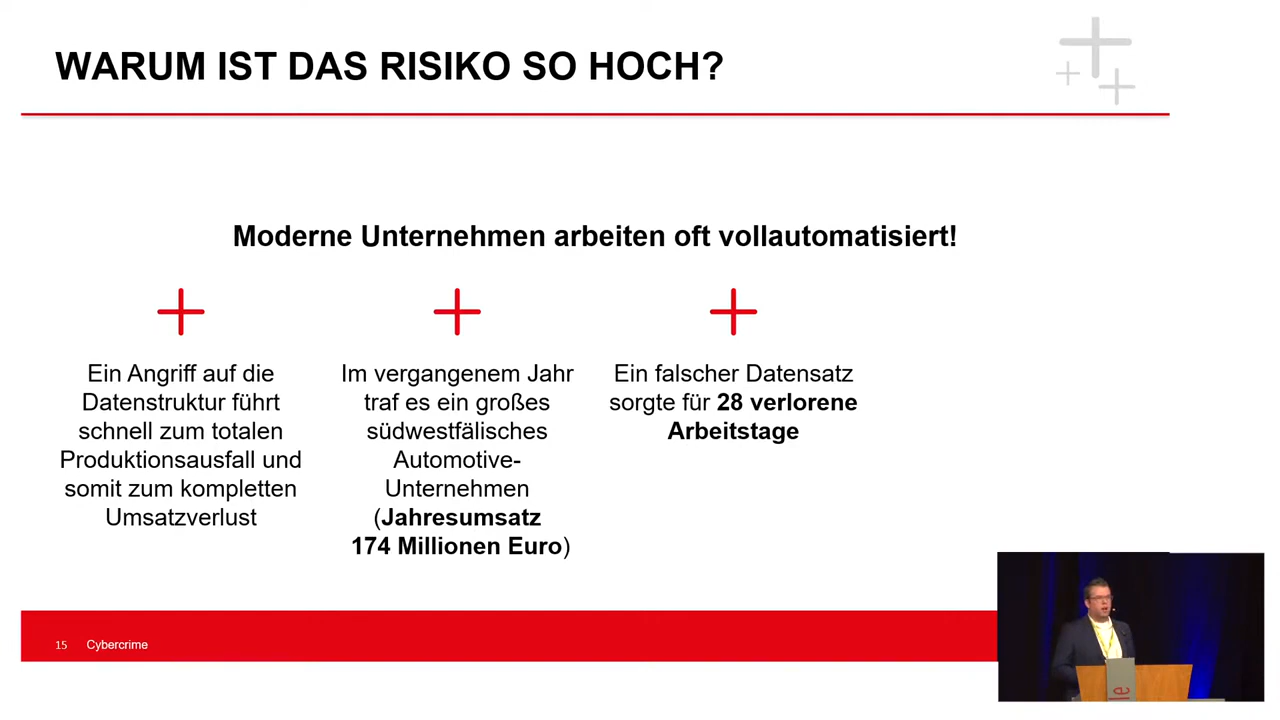 WARUM IST DAS RISIKO SO HOCH?
Moderne Unternehmen arbeiten oft vollautomatisiert!
Ein Angriff auf die
Datenstruktur führt
schnell zum totalen
Produktionsausfall und
somit zum kompletten
Umsatzverlust
Im vergangenem Jahr
traf es ein großes
südwestfälisches
Automotive-
Unternehmen
(Jahresumsatz
174 Millionen Euro)
Ein falscher Datensatz
sorgte für 28 verlorene
Arbeitstage
15 Cybercrime
le